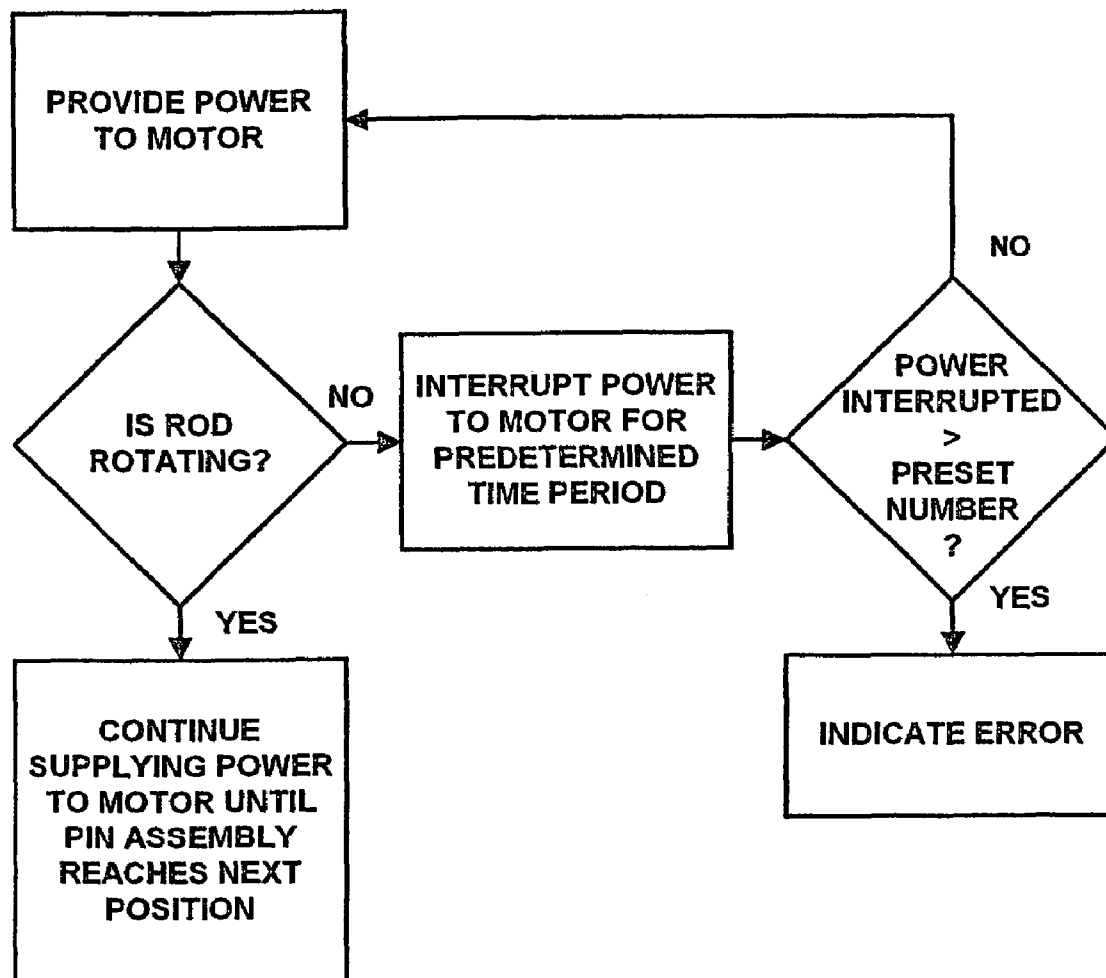 PROVIDE POWER
TO MOTOR
IS ROD
ROTATING?
NO
INTERRUPT POWER
TO MOTOR FOR
PREDETERMINED
TIME PERIOD
POWER
INTERRUPTED
>
PRESET
NUMBER
?
NO
YES
INDICATE ERROR
YES
CONTINUE
SUPPLYING POWER
TO MOTOR UNTIL
PIN ASSEMBLY
REACHES NEXT
POSITION